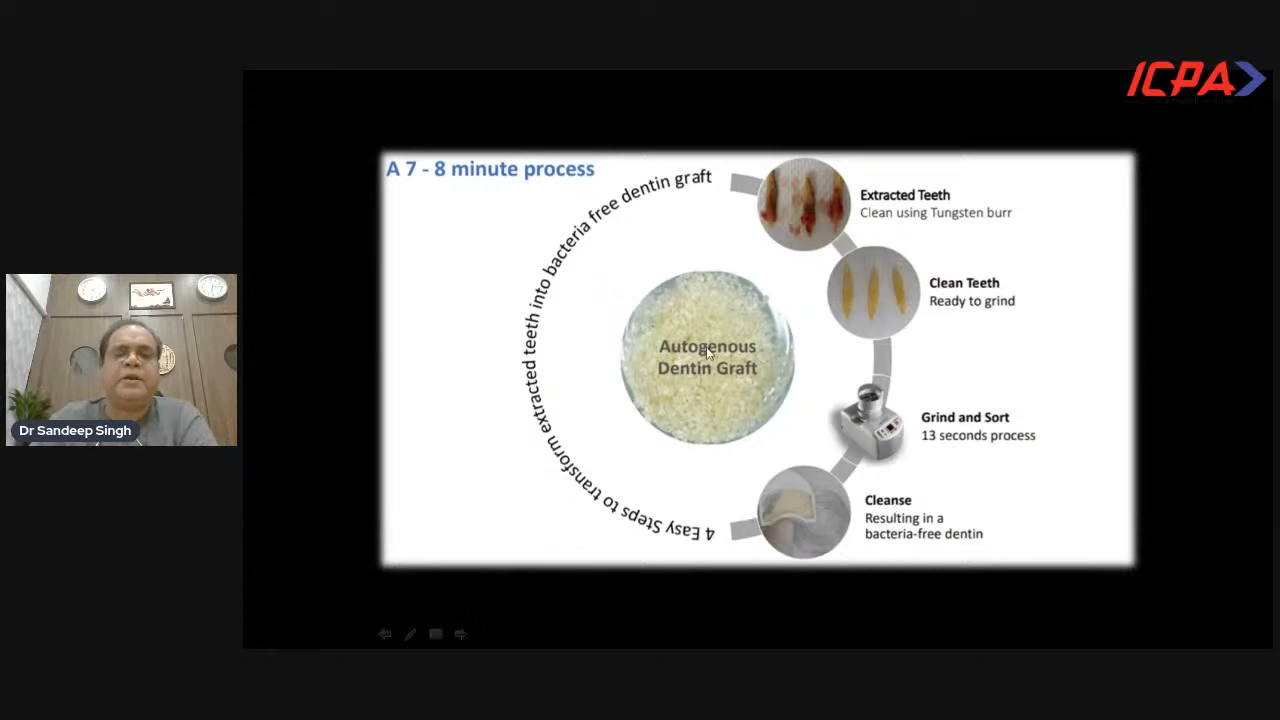 ICPA
A 7 - 8 minute process
4 Easy Steps to transform extracted teeth into bacteria free dentin graft
Extracted Teeth
Clean using Tungsten burr
Clean Teeth
Ready to grind
Autogenous
Dentin Graft
Grind and Sort
13 seconds process
Cleanse
Resulting in a
bacteria-free dentin
Dr Sandeep Singh